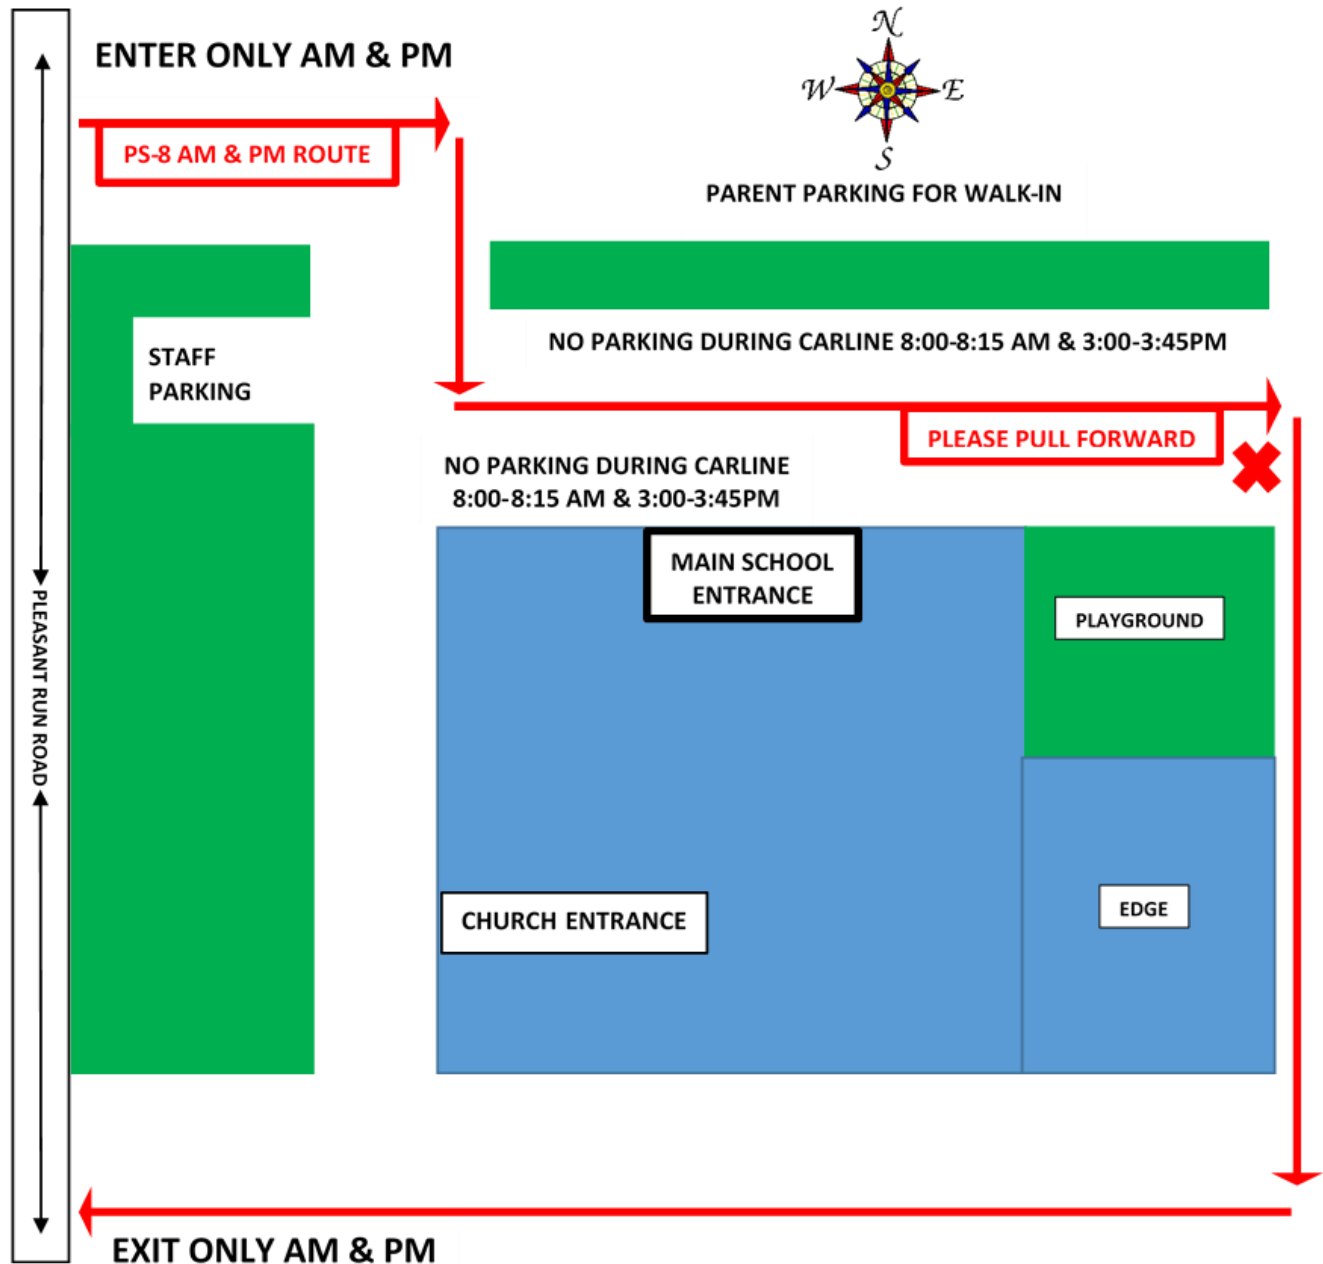 N
ENTER ONLY AM & PM
W
E
PS-8 AM & PM ROUTE
S
PARENT PARKING FOR WALK-IN
NO PARKING DURING CARLINE 8:00-8:15 AM & 3:00-3:45PM
STAFF
PARKING
PLEASE PULL FORWARD
NO PARKING DURING CARLINE
8:00-8:15 AM & 3:00-3:45PM
MAIN SCHOOL
ENTRANCE
PLAYGROUND
PLEASANT RUN ROAD
CHURCH ENTRANCE
EDGE
EXIT ONLY AM & PM